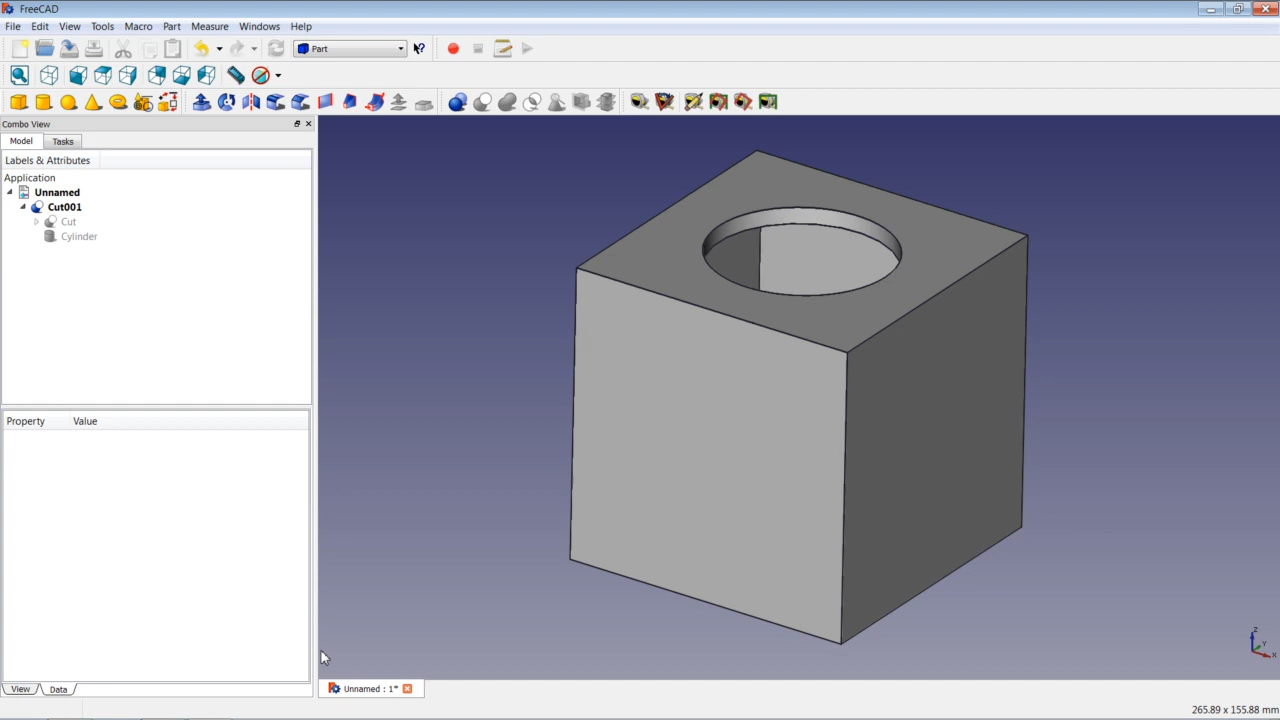 FreeCAD
File Edit View Tools Macro Part Measure Windows Help
Part
Combo View
Model Tasks
Labels & Attributes
Application
Unnamed
Cut001
Cut
Cylinder
Property Value
View Data
Unnamed : 1*
Z
Y
X
265.89 x 155.88 mm